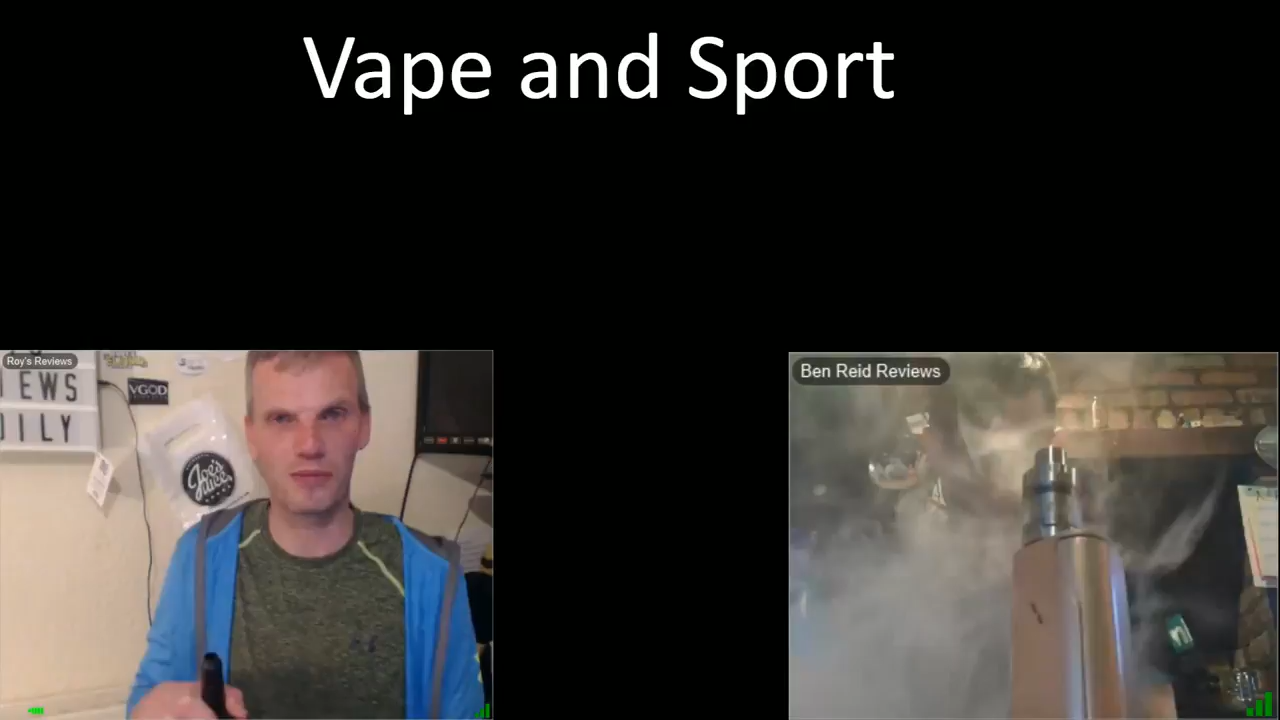 Vape and Sport
Roy's Reviews
EWS
ILY
VGOD
Joe's
Juice
Ben Reid Reviews